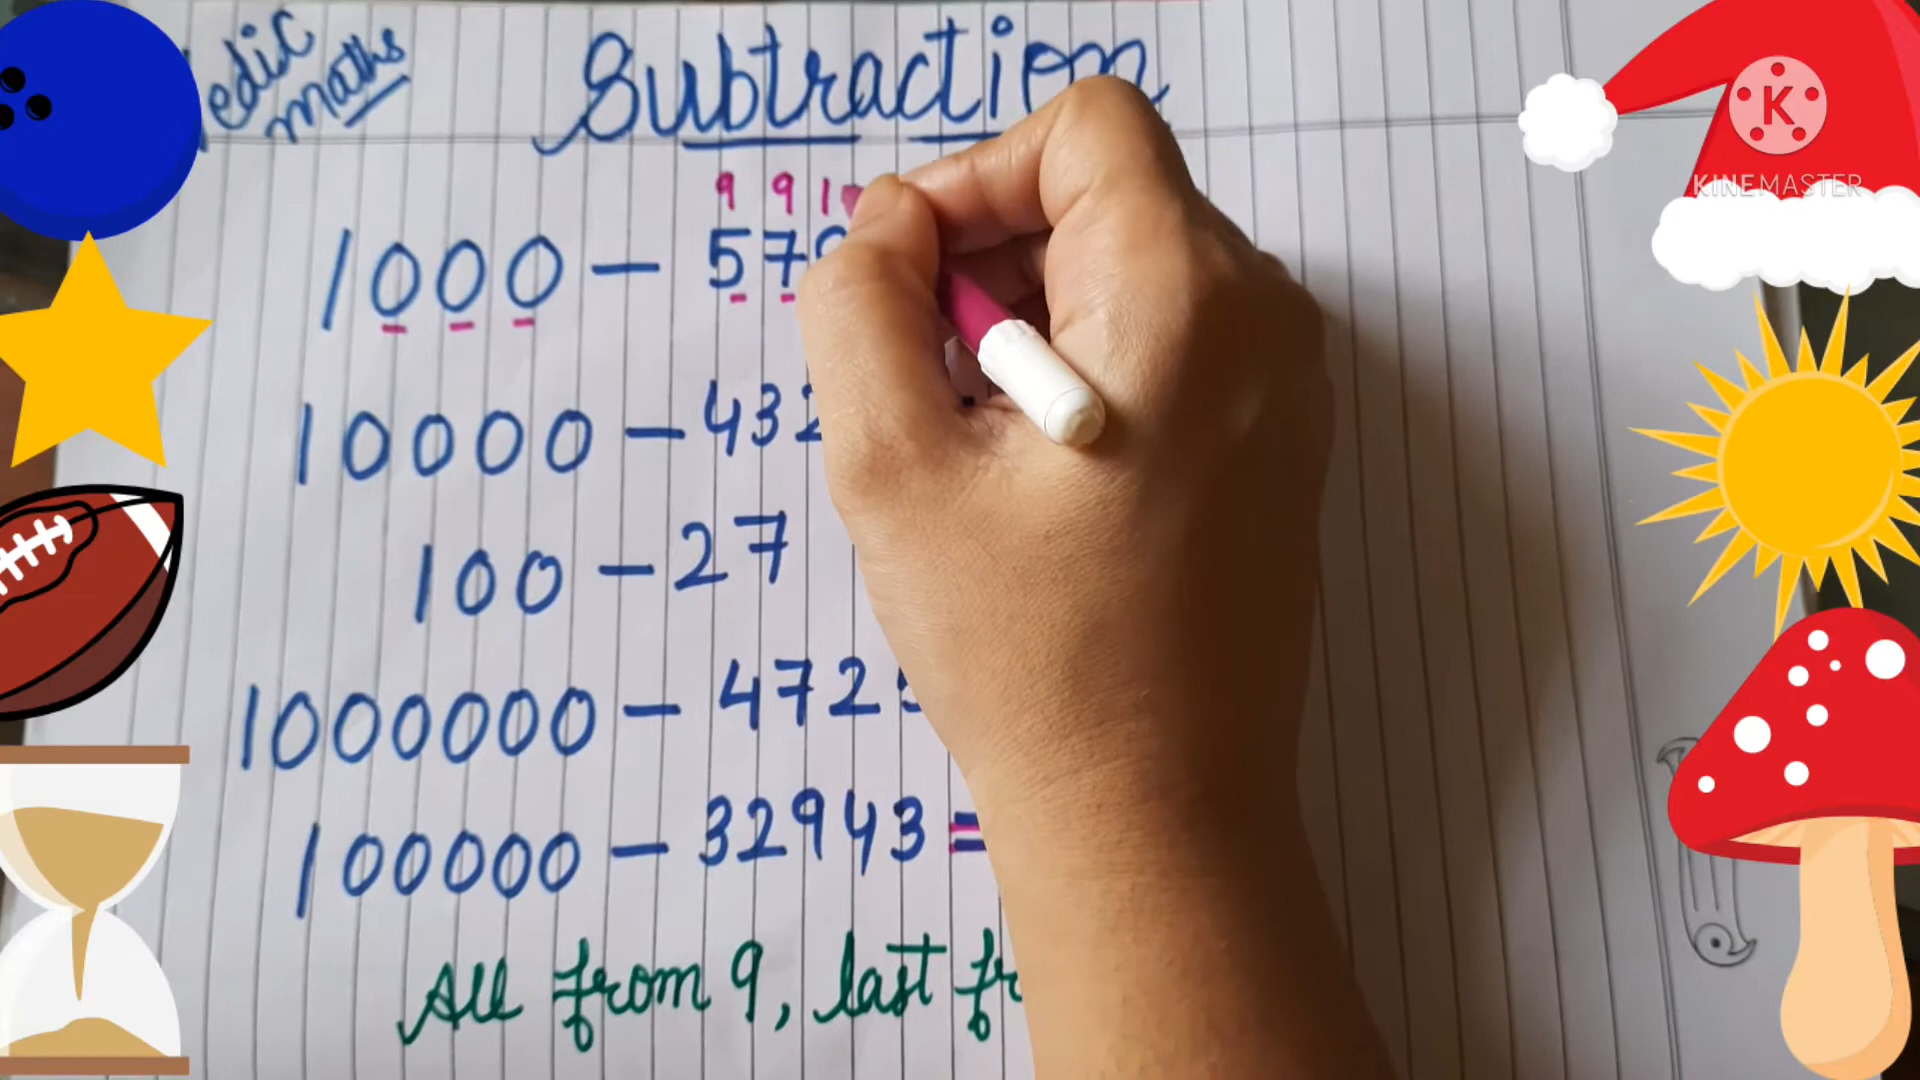 Vedic
maths
Subtraction
9 9 1
1000 - 57
10000 - 432
100 - 27
1000000 - 472
100000 - 32943 =
All from 9, last
KINEMASTER